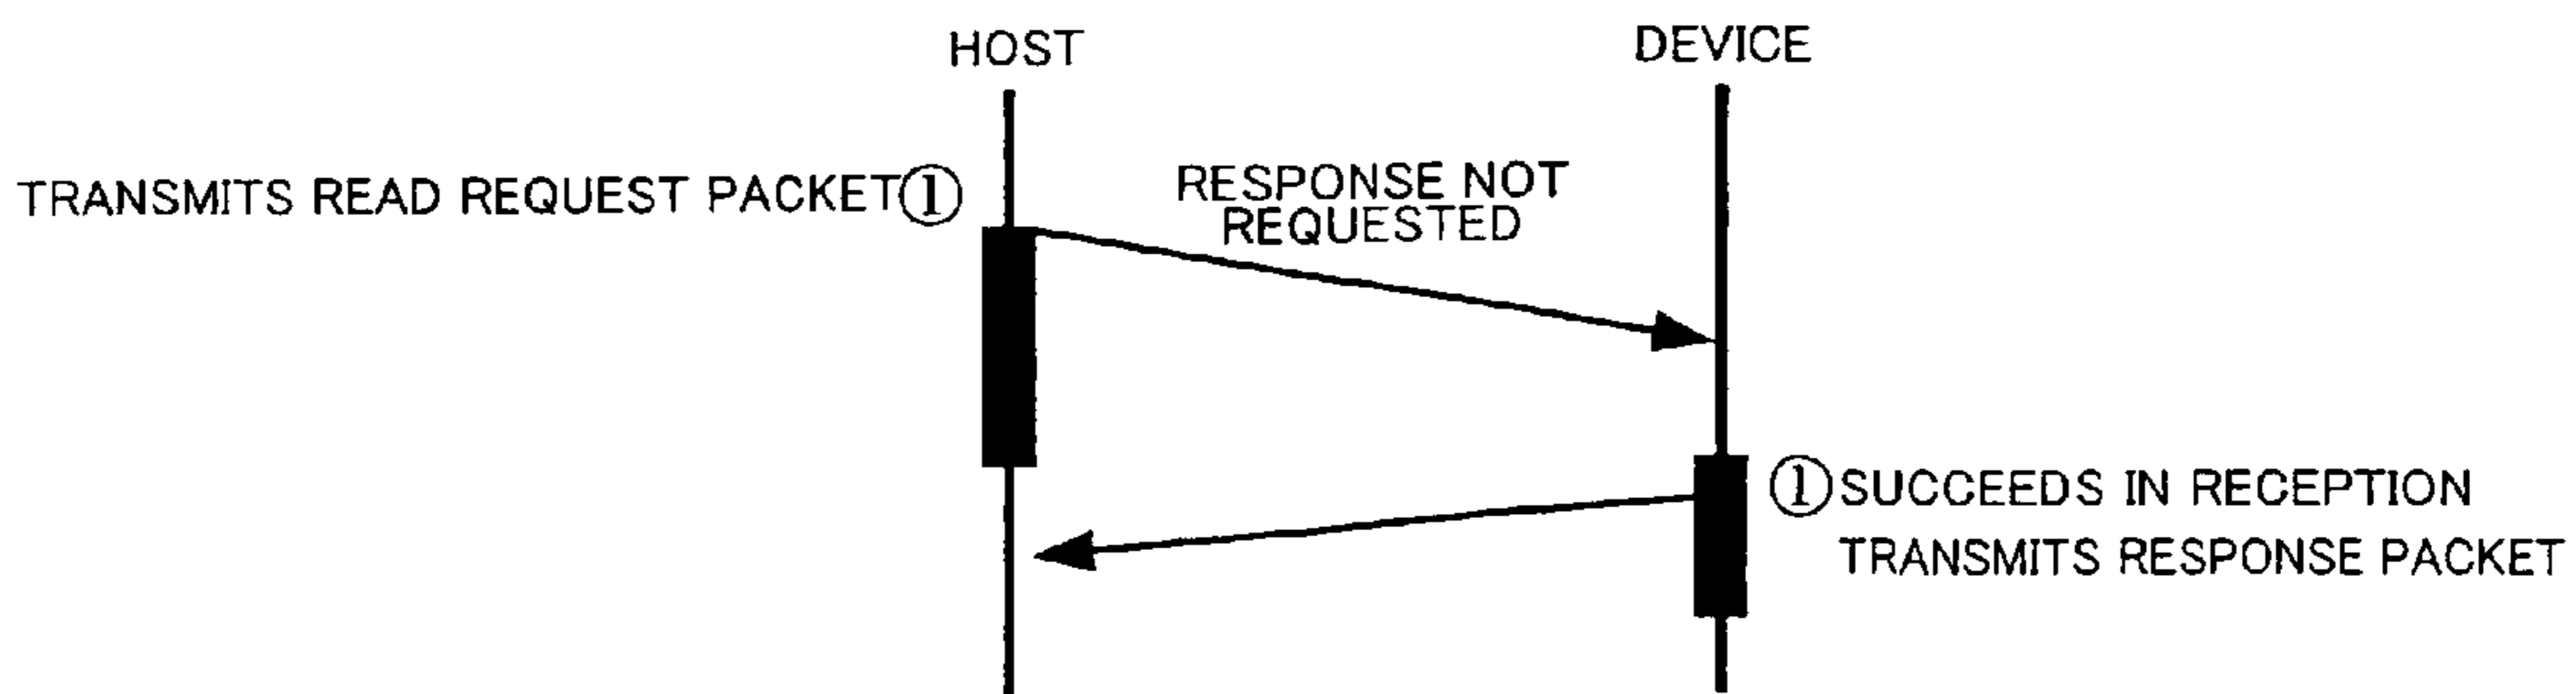 HOST
DEVICE
TRANSMITS READ REQUEST PACKET①
RESPONSE NOT
REQUESTED
①SUCCEEDS IN RECEPTION
TRANSMITS RESPONSE PACKET